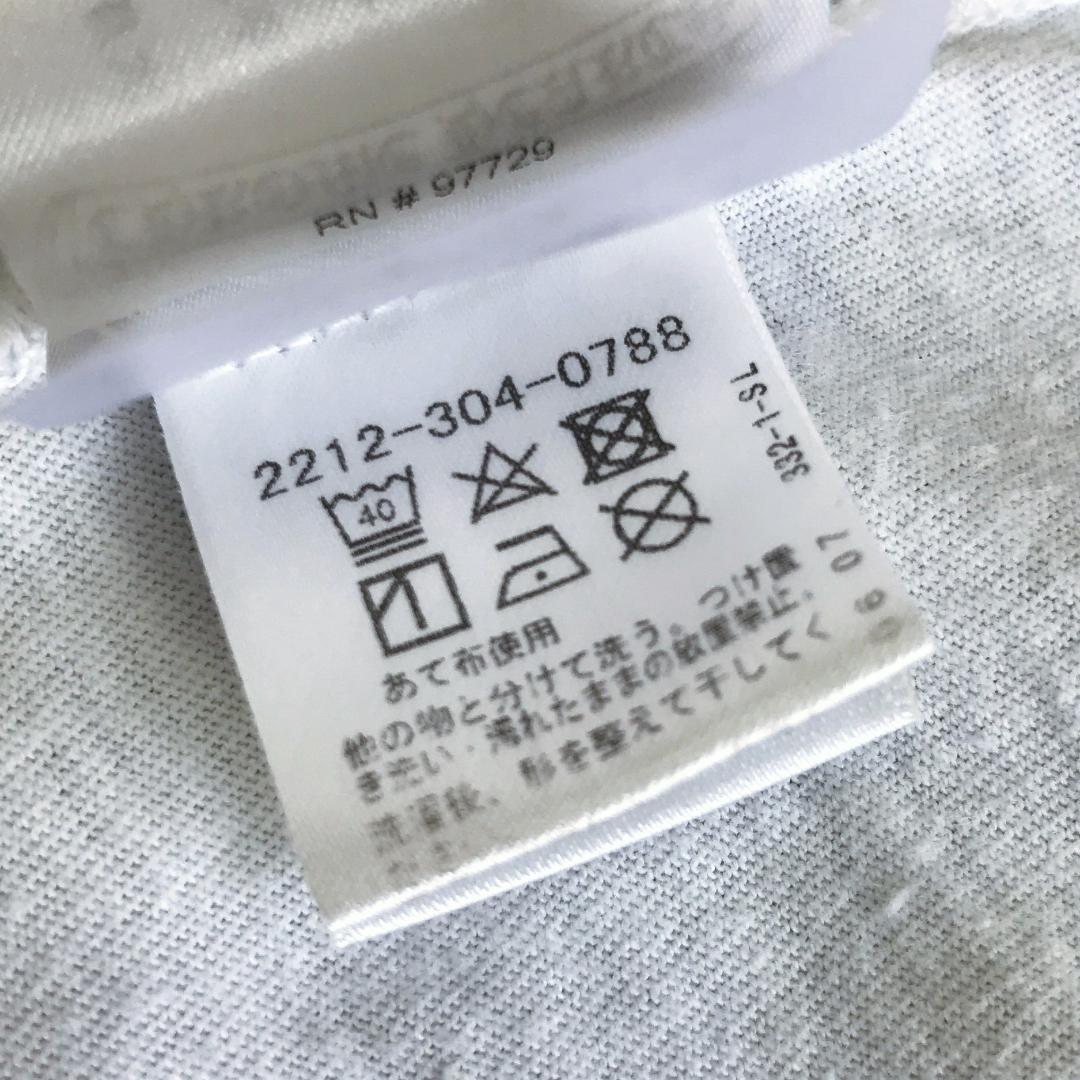 RN # 97729
2212-304-0788
332-1-SL
40
あて布使用
他の物と分けて洗う。つけ置
き洗い・濡れたままの放置禁止。
洗濯後、形を整えて干してく
07